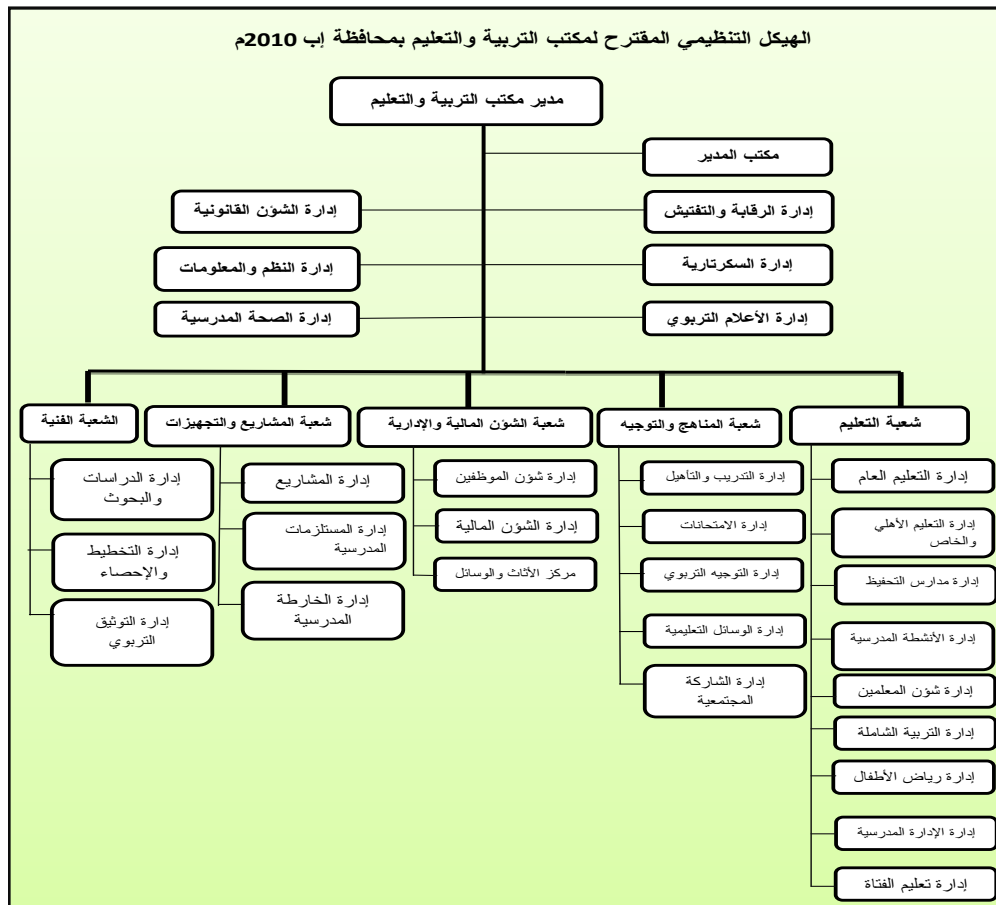 الهيكل التنظيمي المقترح لمكتب التربية والتعليم بمحافظة إب 2010م
مدير مكتب التربية والتعليم
مكتب المدير
إدارة الرقابة والتفتيش
إدارة الشؤن القانونية
إدارة السكرتارية
إدارة النظم والمعلومات
إدارة الأعلام التربوي
إدارة الصحة المدرسية
شعبة التعليم
إدارة التعليم العام
إدارة التعليم الأهلي
والخاص
إدارة مدارس التحفيظ
إدارة الأنشطة المدرسية
إدارة شؤن المعلمين
إدارة التربية الشاملة
إدارة رياض الأطفال
إدارة الإدارة المدرسية
إدارة تعليم الفتاة
شعبة المناهج والتوجيه
إدارة التدريب والتأهيل
إدارة الامتحانات
إدارة التوجيه التربوي
إدارة الوسائل التعليمية
إدارة الشاركة
المجتمعية
شعبة الشؤن المالية والإدارية
إدارة شؤن الموظفين
إدارة الشؤن المالية
مركز الأثاث والوسائل
شعبة المشاريع والتجهيزات
إدارة المشاريع
إدارة المستلزمات
المدرسية
إدارة الخارطة
المدرسية
الشعبة الفنية
إدارة الدراسات
والبحوث
إدارة التخطيط
والإحصاء
إدارة التوثيق
التربوي